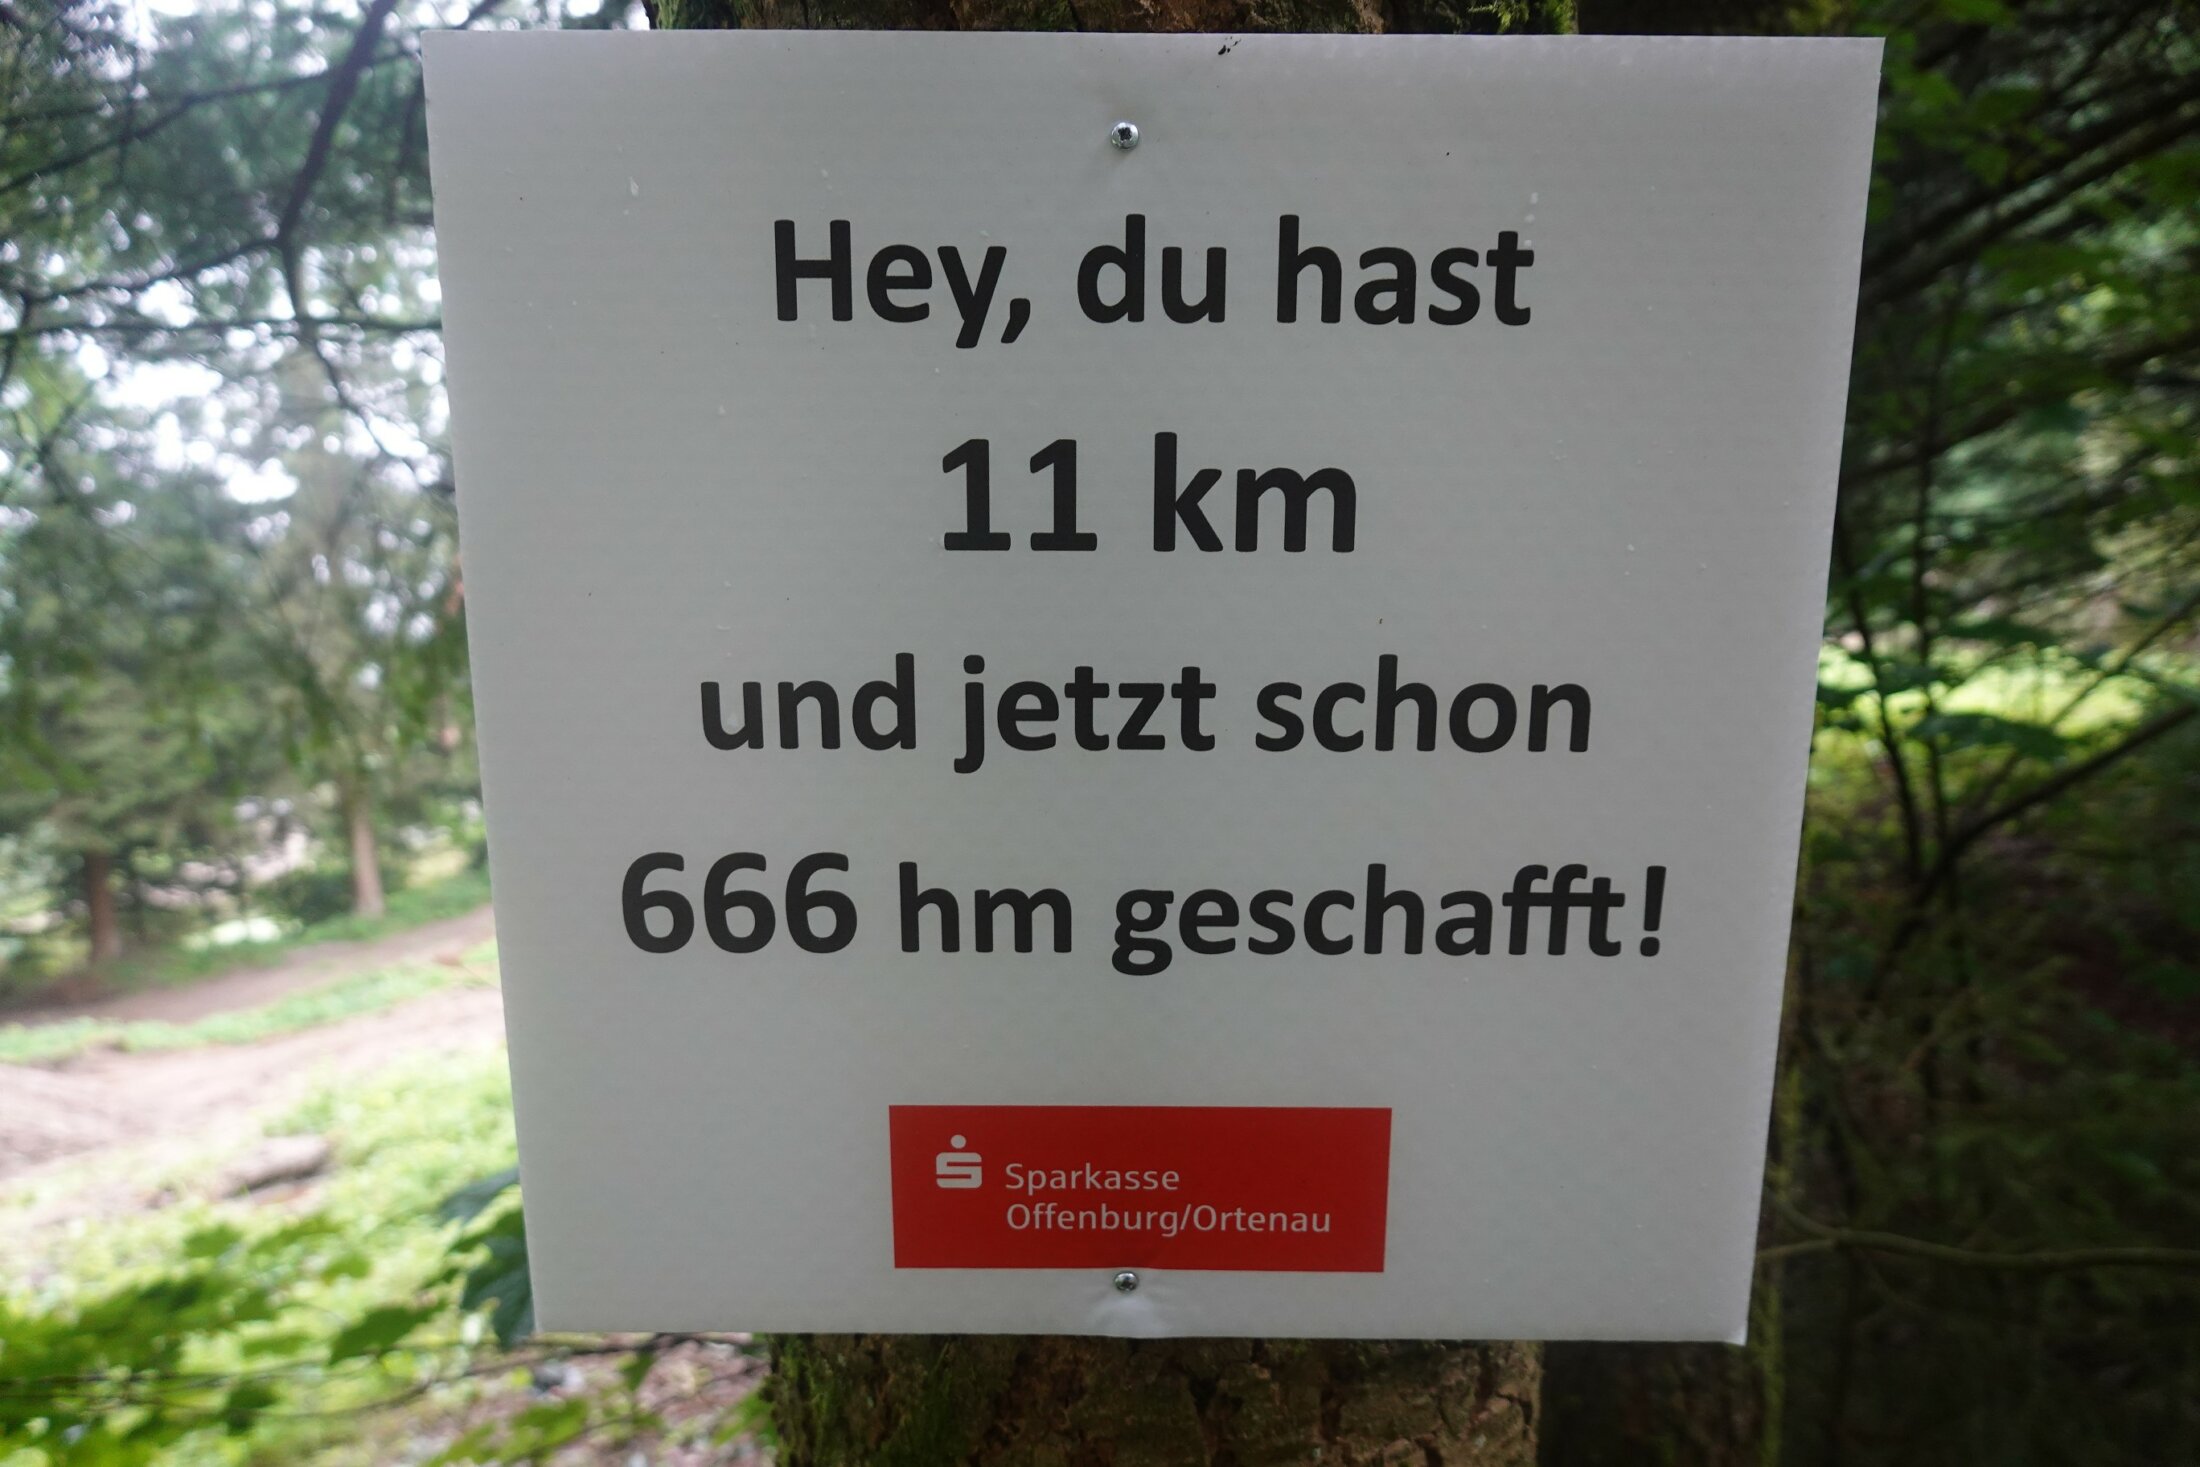 Hey, du hast
11 km
und jetzt schon
666 hm geschafft!
Sparkasse
Offenburg/Ortenau